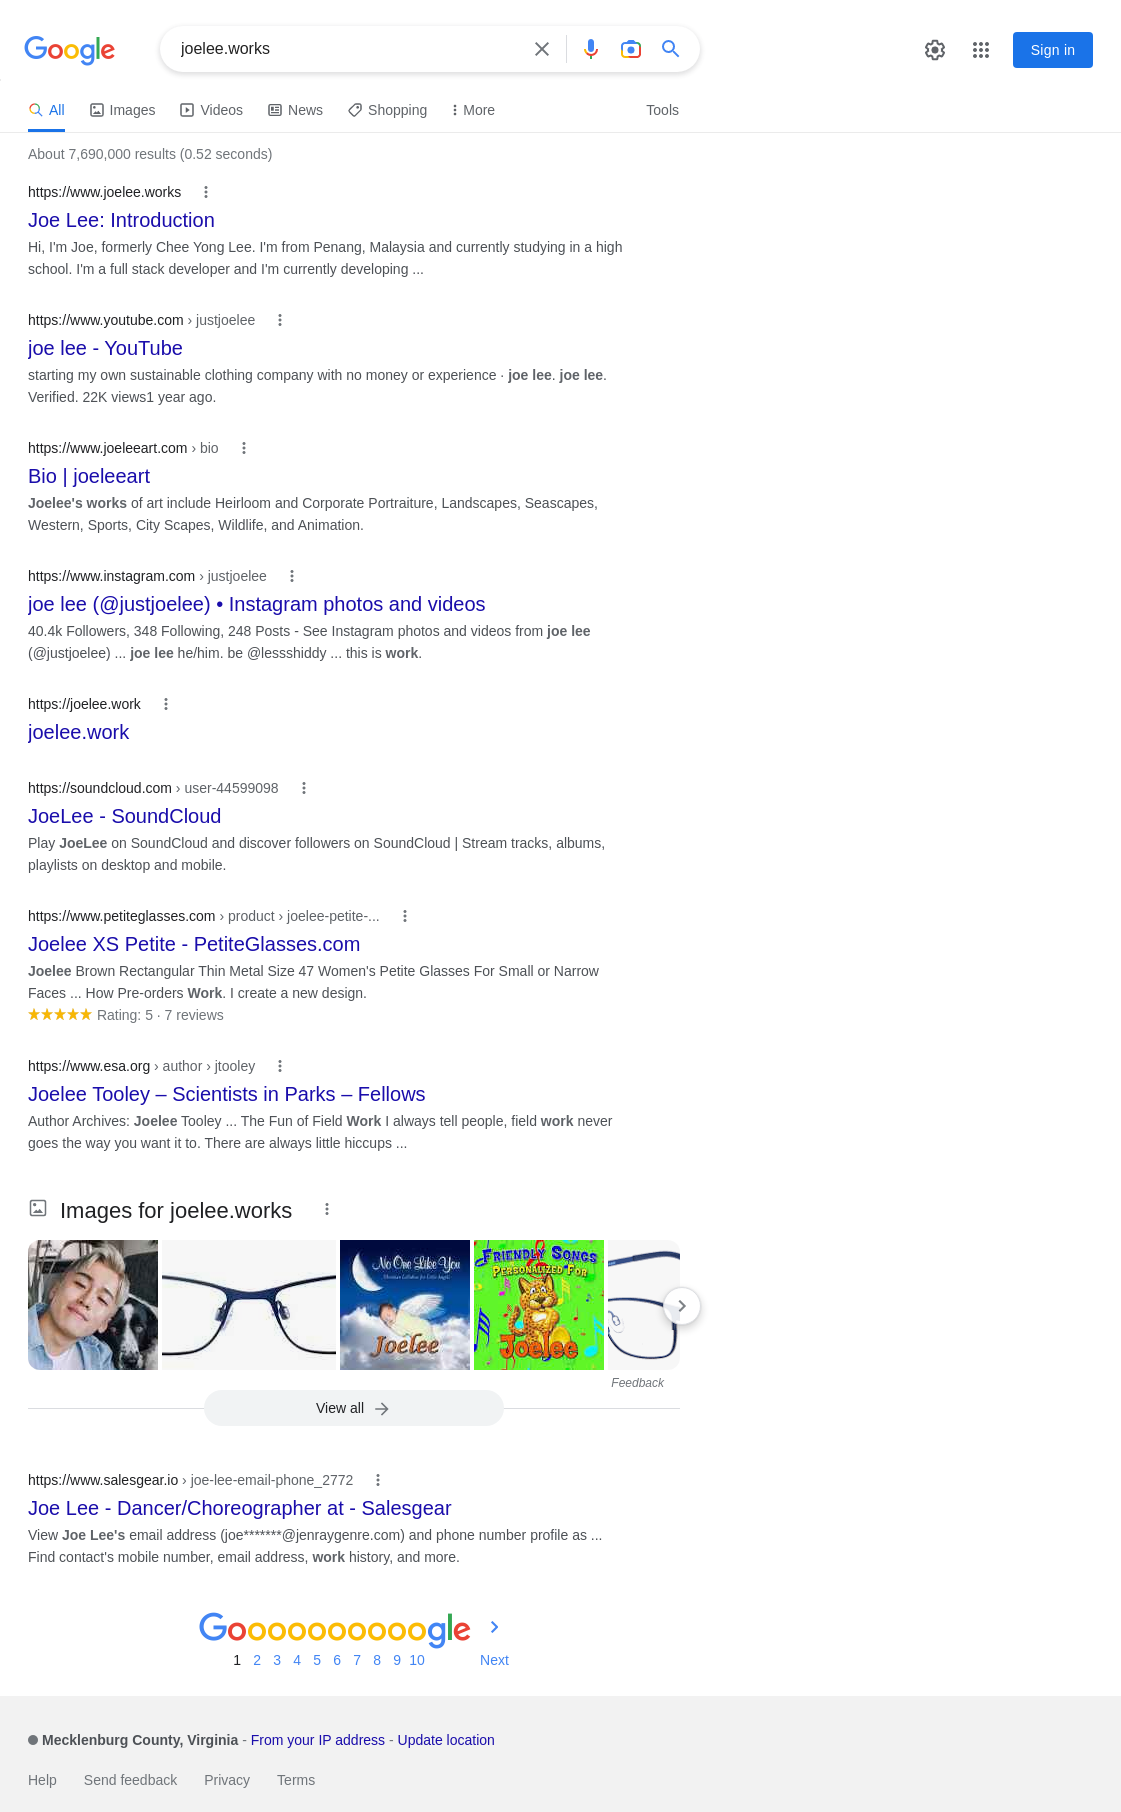 Google
joelee.works
Sign in
All Images Videos News Shopping More Tools
About 7,690,000 results (0.52 seconds)
https://www.joelee.works
Joe Lee: Introduction
Hi, I'm Joe, formerly Chee Yong Lee. I'm from Penang, Malaysia and currently studying in a high
school. I'm a full stack developer and I'm currently developing ...
https://www.youtube.com › justjoelee
joe lee - YouTube
starting my own sustainable clothing company with no money or experience · joe lee. joe lee.
Verified. 22K views1 year ago.
https://www.joeleeart.com › bio
Bio | joeleeart
Joelee's works of art include Heirloom and Corporate Portraiture, Landscapes, Seascapes,
Western, Sports, City Scapes, Wildlife, and Animation.
https://www.instagram.com › justjoelee
joe lee (@justjoelee) • Instagram photos and videos
40.4k Followers, 348 Following, 248 Posts - See Instagram photos and videos from joe lee
(@justjoelee) ... joe lee he/him. be @lessshiddy ... this is work.
https://joelee.work
joelee.work
https://soundcloud.com › user-44599098
JoeLee - SoundCloud
Play JoeLee on SoundCloud and discover followers on SoundCloud | Stream tracks, albums,
playlists on desktop and mobile.
https://www.petiteglasses.com › product › joelee-petite-...
Joelee XS Petite - PetiteGlasses.com
Joelee Brown Rectangular Thin Metal Size 47 Women's Petite Glasses For Small or Narrow
Faces ... How Pre-orders Work. I create a new design.
Rating: 5 · 7 reviews
https://www.esa.org › author › jtooley
Joelee Tooley – Scientists in Parks – Fellows
Author Archives: Joelee Tooley ... The Fun of Field Work I always tell people, field work never
goes the way you want it to. There are always little hiccups ...
Images for joelee.works
No One Like You
Christian Lullabies for Little Angels
Joelee
FRIENDLY SONGS
PERSONALIZED FOR
Joelee
Feedback
View all
https://www.salesgear.io › joe-lee-email-phone_2772
Joe Lee - Dancer/Choreographer at - Salesgear
View Joe Lee's email address (joe*******@jenraygenre.com) and phone number profile as ...
Find contact's mobile number, email address, work history, and more.
Goooooooooogle
1 2 3 4 5 6 7 8 9 10 Next
Mecklenburg County, Virginia - From your IP address - Update location
Help Send feedback Privacy Terms